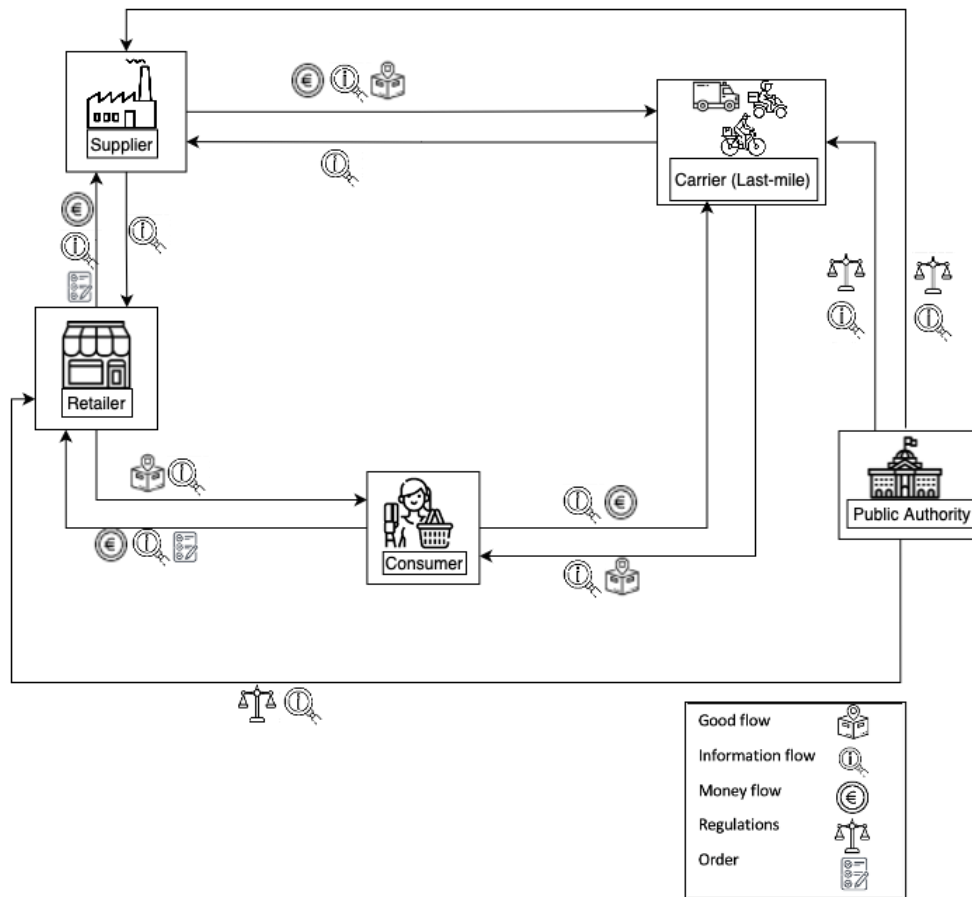 Supplier
Carrier (Last-mile)
Retailer
Public Authority
Consumer
Good flow
Information flow
Money flow
Regulations
Order